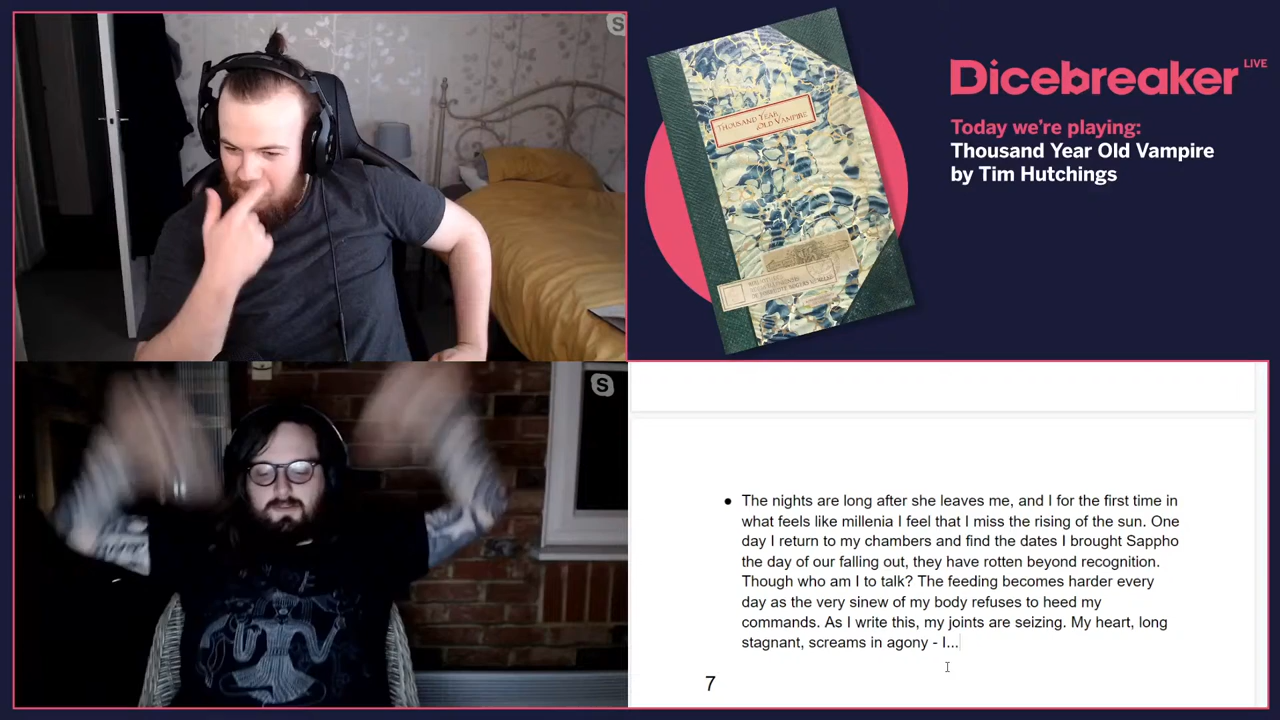 S
THOUSAND YEAR
OLD VAMPIRE
Dicebreaker LIVE
Today we're playing:
Thousand Year Old Vampire
by Tim Hutchings
S
• The nights are long after she leaves me, and I for the first time in
what feels like millenia I feel that I miss the rising of the sun. One
day I return to my chambers and find the dates I brought Sappho
the day of our falling out, they have rotten beyond recognition.
Though who am I to talk? The feeding becomes harder every
day as the very sinew of my body refuses to heed my
commands. As I write this, my joints are seizing. My heart, long
stagnant, screams in agony - I...
7